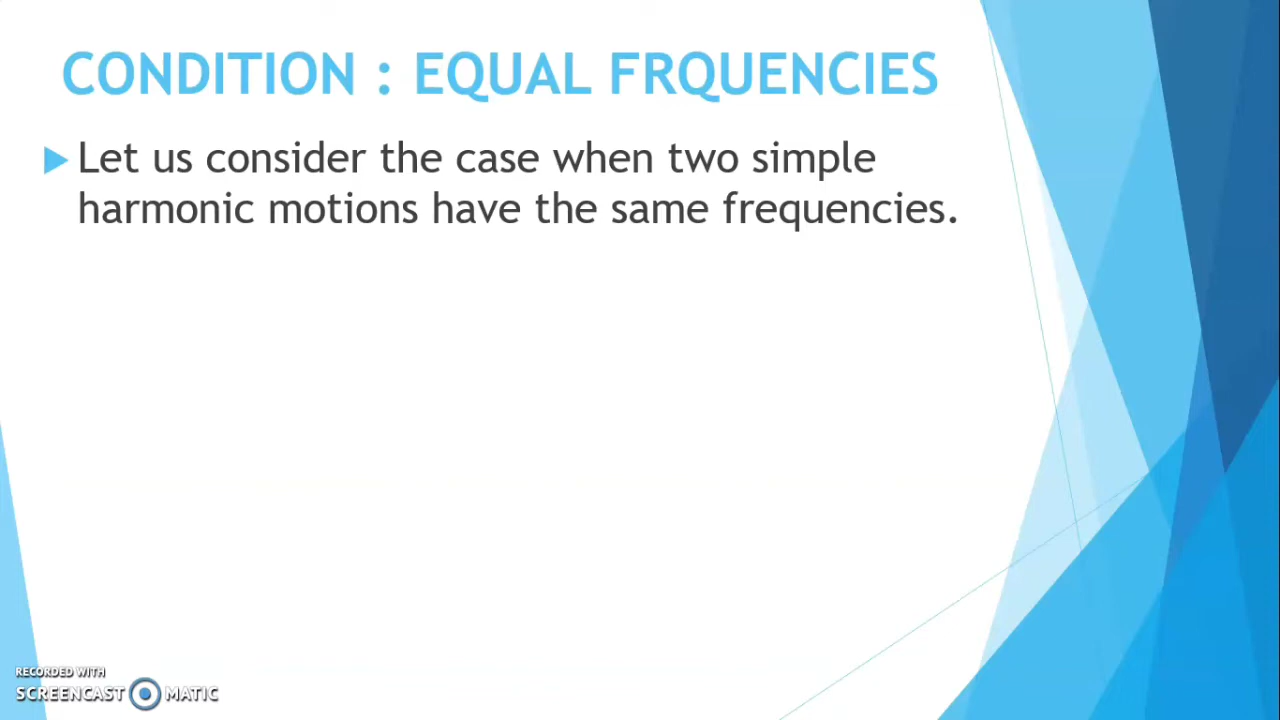 CONDITION : EQUAL FRQUENCIES
Let us consider the case when two simple
harmonic motions have the same frequencies.
RECORDED WITH
SCREENCAST MATIC